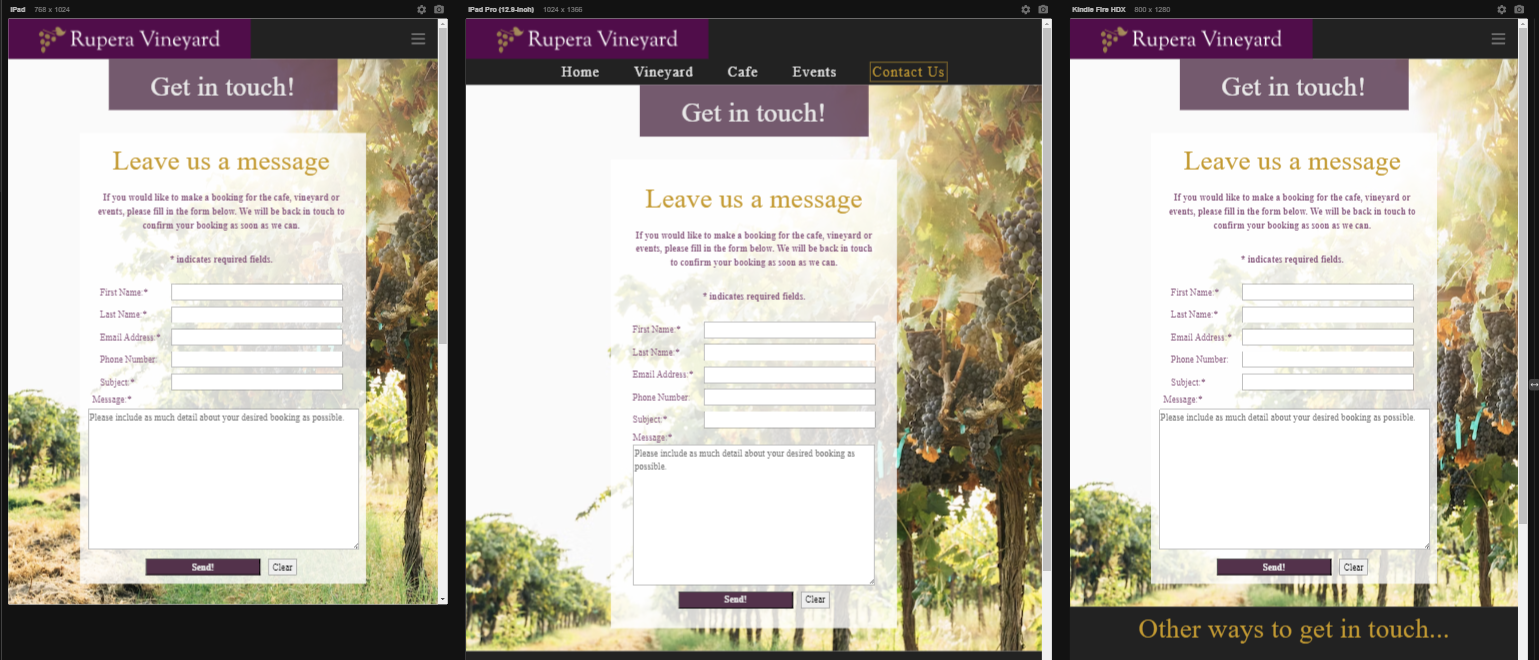 iPad 768 x 1024
Rupera Vineyard
Get in touch!
Leave us a message
If you would like to make a booking for the cafe, vineyard or
events, please fill in the form below. We will be back in touch to
confirm your booking as soon as we can.
* indicates required fields.
First Name:*
Last Name:*
Email Address:*
Phone Number:
Subject:*
Message:*
Please include as much detail about your desired booking as possible.
Send! Clear
iPad Pro (12.9-inch) 1024 x 1366
Rupera Vineyard
Home Vineyard Cafe Events Contact Us
Get in touch!
Leave us a message
If you would like to make a booking for the cafe, vineyard or
events, please fill in the form below. We will be back in touch
to confirm your booking as soon as we can.
* indicates required fields.
First Name:*
Last Name:*
Email Address:*
Phone Number:
Subject:*
Message:*
Please include as much detail about your desired booking as
possible.
Send! Clear
Kindle Fire HDX 800 x 1280
Rupera Vineyard
Get in touch!
Leave us a message
If you would like to make a booking for the cafe, vineyard or
events, please fill in the form below. We will be back in touch to
confirm your booking as soon as we can.
* indicates required fields.
First Name:*
Last Name:*
Email Address:*
Phone Number:
Subject:*
Message:*
Please include as much detail about your desired booking as possible.
Send! Clear
Other ways to get in touch...